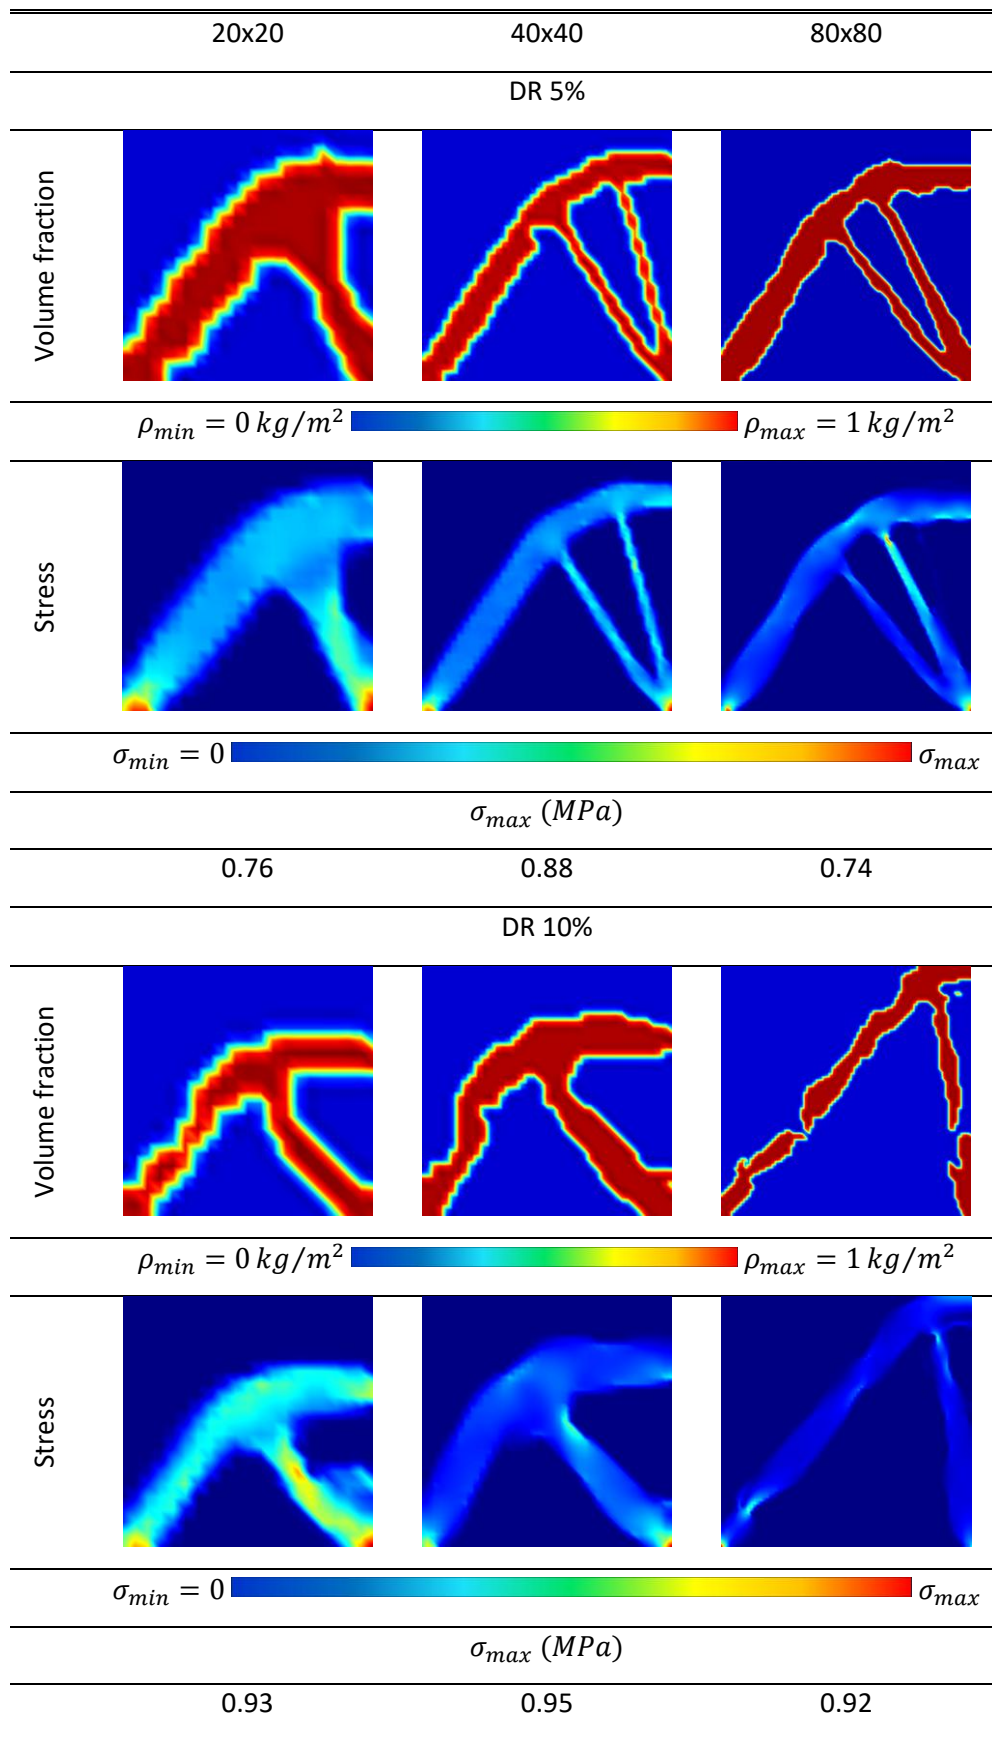 20x20 40x40 80x80
DR 5%
Volume fraction
ρmin = 0 kg/m² ρmax = 1 kg/m²
Stress
σmin = 0 σmax
σmax (MPa)
0.76 0.88 0.74
DR 10%
Volume fraction
ρmin = 0 kg/m² ρmax = 1 kg/m²
Stress
σmin = 0 σmax
σmax (MPa)
0.93 0.95 0.92